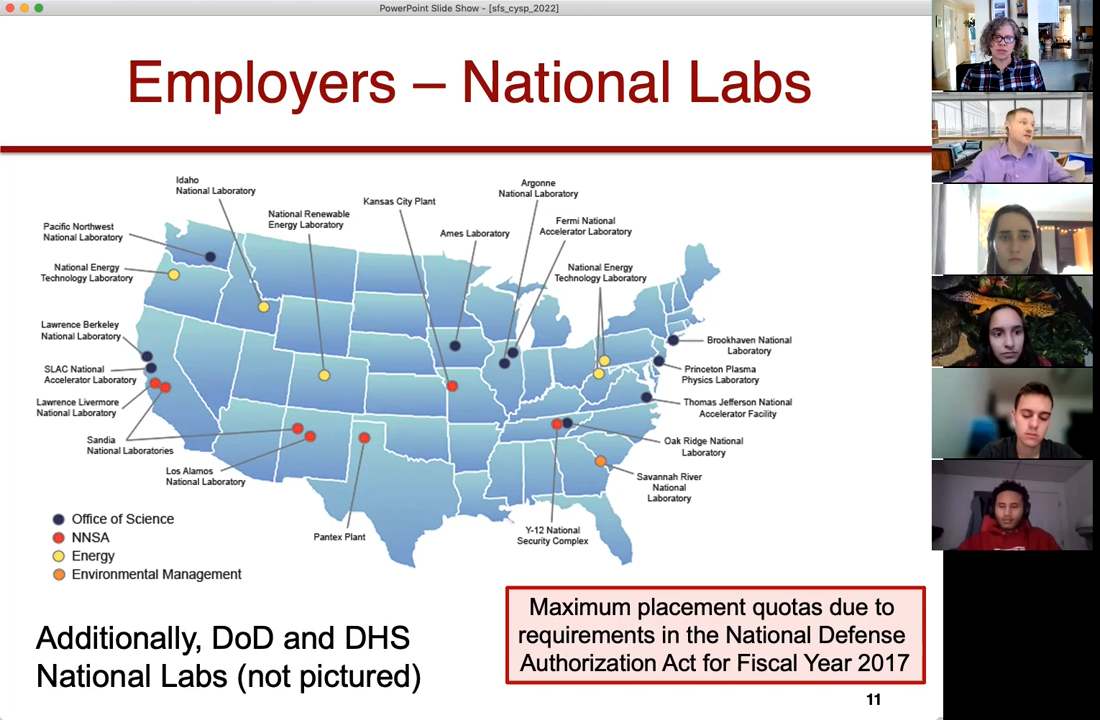 PowerPoint Slide Show - [sfs_cysp_2022]
Employers – National Labs
Idaho
National Laboratory
Pacific Northwest
National Laboratory
National Energy
Technology Laboratory
National Renewable
Energy Laboratory
Kansas City Plant
Ames Laboratory
Argonne
National Laboratory
Fermi National
Accelerator Laboratory
National Energy
Technology Laboratory
Lawrence Berkeley
National Laboratory
SLAC National
Accelerator Laboratory
Lawrence Livermore
National Laboratory
Sandia
National Laboratories
Los Alamos
National Laboratory
Pantex Plant
Brookhaven National
Laboratory
Princeton Plasma
Physics Laboratory
Thomas Jefferson National
Accelerator Facility
Oak Ridge National
Laboratory
Savannah River
National
Laboratory
Y-12 National
Security Complex
Office of Science
NNSA
Energy
Environmental Management
Additionally, DoD and DHS
National Labs (not pictured)
Maximum placement quotas due to
requirements in the National Defense
Authorization Act for Fiscal Year 2017
11